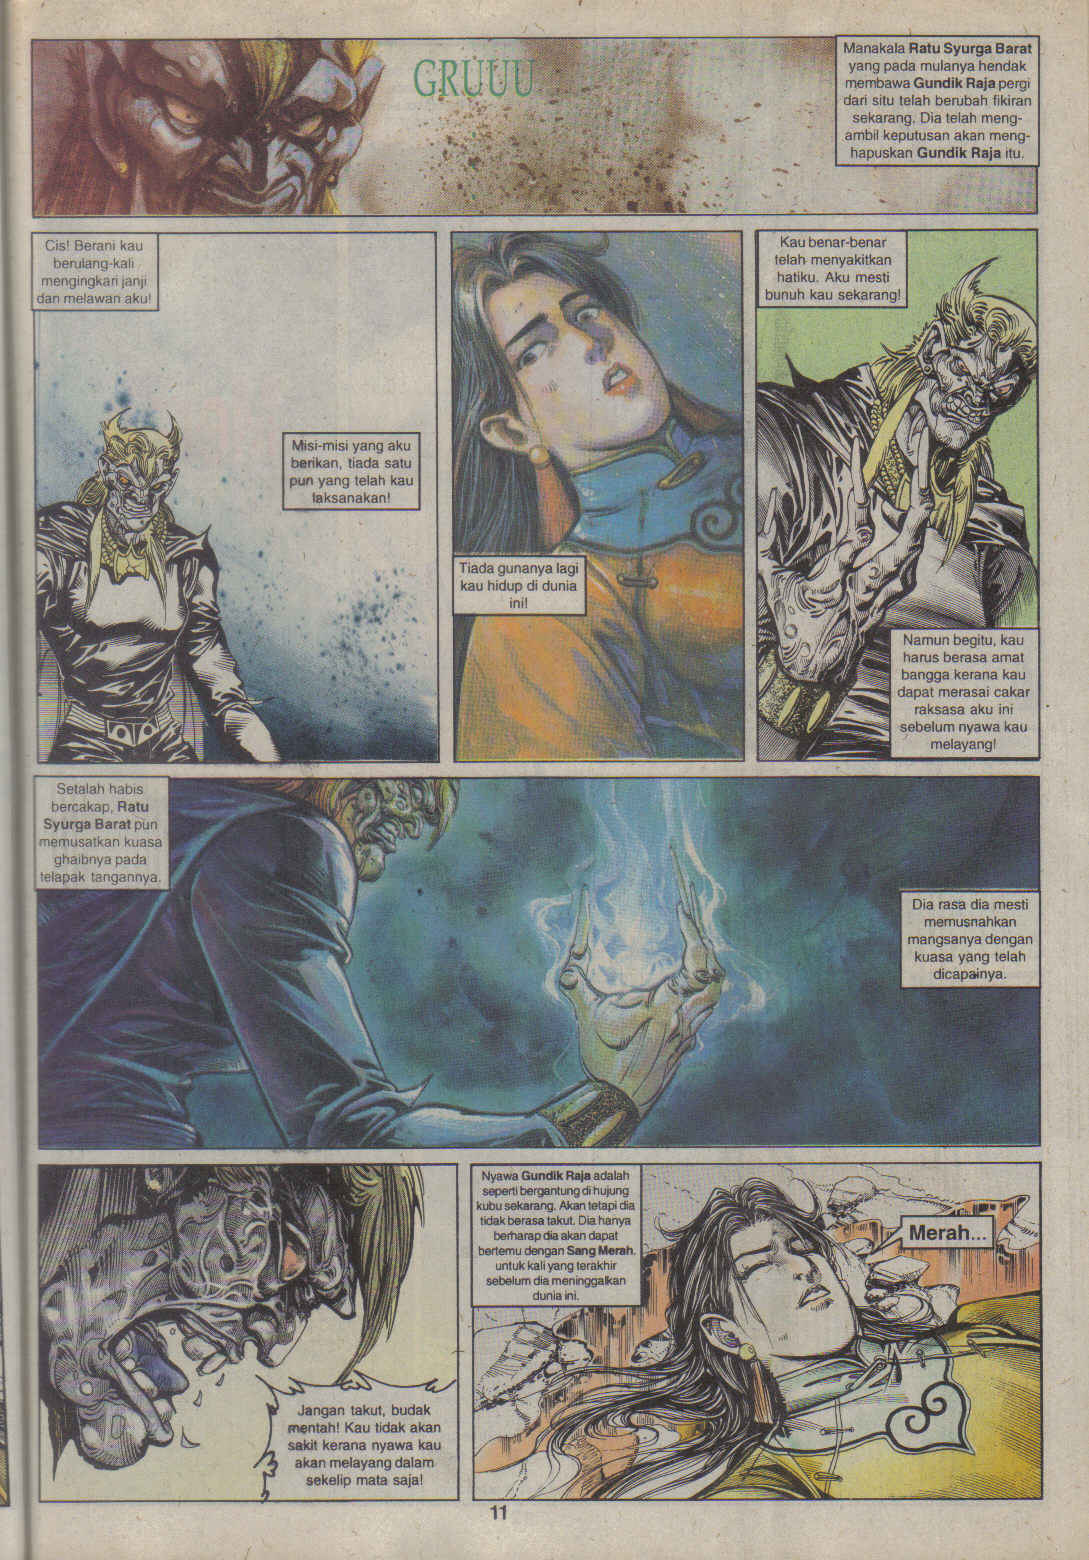 GRUUU
Manakala Ratu Syurga Barat
yang pada mulanya hendak
membawa Gundik Raja pergi
dari situ telah berubah fikiran
sekarang. Dia telah meng-
ambil keputusan akan meng-
hapuskan Gundik Raja itu.
Cis! Berani kau
berulang-kali
mengingkari janji
dan melawan aku!
Misi-misi yang aku
berikan, tiada satu
pun yang telah kau
laksanakan!
Tiada gunanya lagi
kau hidup di dunia
ini!
Kau benar-benar
telah menyakitkan
hatiku. Aku mesti
bunuh kau sekarang!
Namun begitu, kau
harus berasa amat
bangga kerana kau
dapat merasai cakar
raksasa aku ini
sebelum nyawa kau
melayang!
Setalah habis
bercakap, Ratu
Syurga Barat pun
memusatkan kuasa
ghaibnya pada
telapak tangannya.
Dia rasa dia mesti
memusnahkan
mangsanya dengan
kuasa yang telah
dicapainya.
Jangan takut, budak
mentah! Kau tidak akan
sakit kerana nyawa kau
akan melayang dalam
sekelip mata saja!
Nyawa Gundik Raja adalah
seperti bergantung di hujung
kubu sekarang. Akan tetapi dia
tidak berasa takut. Dia hanya
berharap dia akan dapat
bertemu dengan Sang Merah.
untuk kali yang terakhir
sebelum dia meninggalkan
dunia ini.
Merah...
11